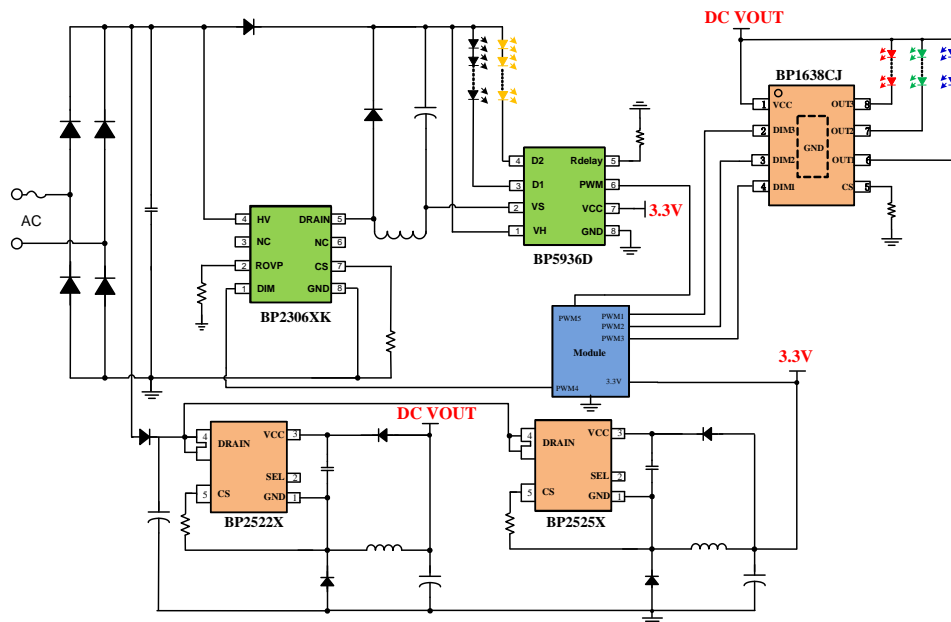 DC VOUT
BP1638CJ
1 VCC OUT3 8
2 DIM3 OUT2 7
GND
3 DIM2 OUT1 6
4 DIM1 CS 5
4 D2 Rdelay 5
3 D1 PWM 6
2 VS VCC 7
3.3V
1 VH GND 8
BP5936D
AC
4 HV DRAIN 5
3 NC NC 6
2 ROVP CS 7
1 DIM GND 8
BP2306XK
PWM5 PWM1
PWM2
PWM3
Module
3.3V
PWM4
3.3V
DC VOUT
4 DRAIN VCC 3
SEL 2
5 CS GND 1
BP2522X
4 DRAIN VCC 3
SEL 2
5 CS GND 1
BP2525X